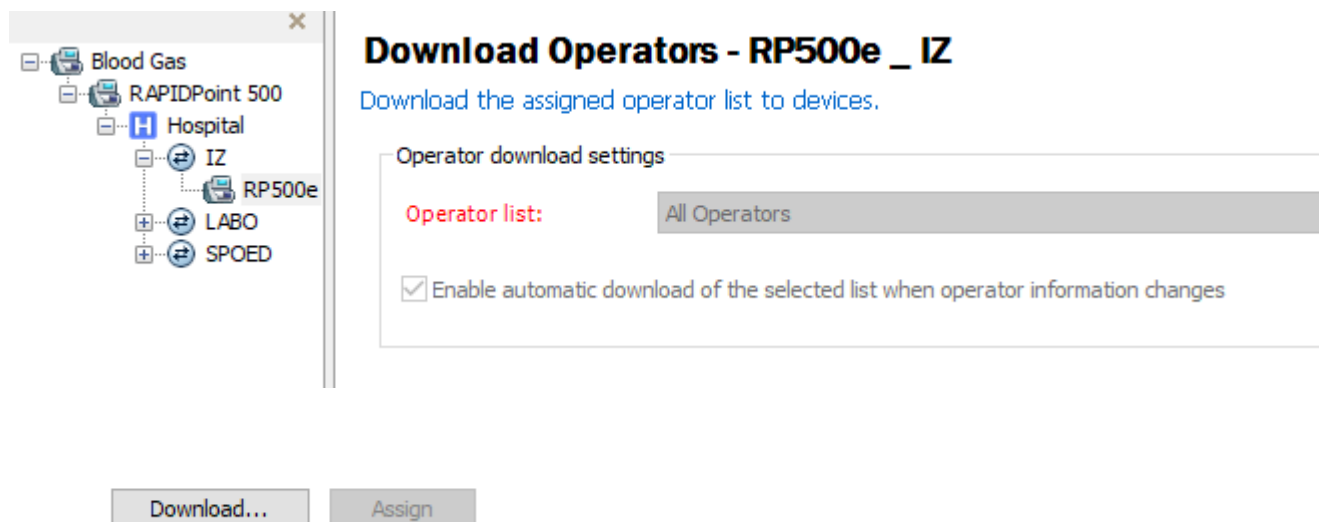 Blood Gas
RAPIDPoint 500
Hospital
IZ
RP500e
LABO
SPOED
Download Operators - RP500e _ IZ
Download the assigned operator list to devices.
Operator download settings
Operator list: All Operators
Enable automatic download of the selected list when operator information changes
Download... Assign